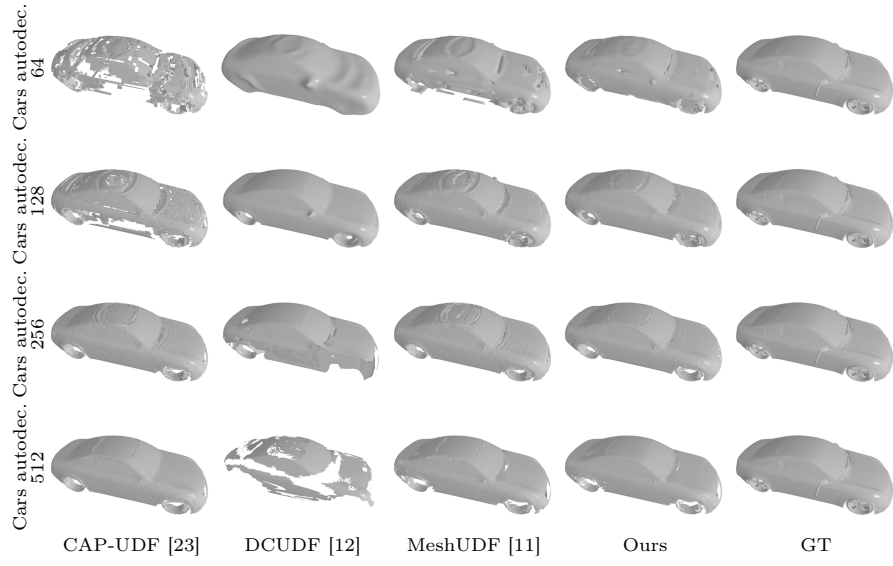 Cars autodec.
64
Cars autodec.
128
Cars autodec.
256
Cars autodec.
512
CAP-UDF [23] DCUDF [12] MeshUDF [11] Ours GT